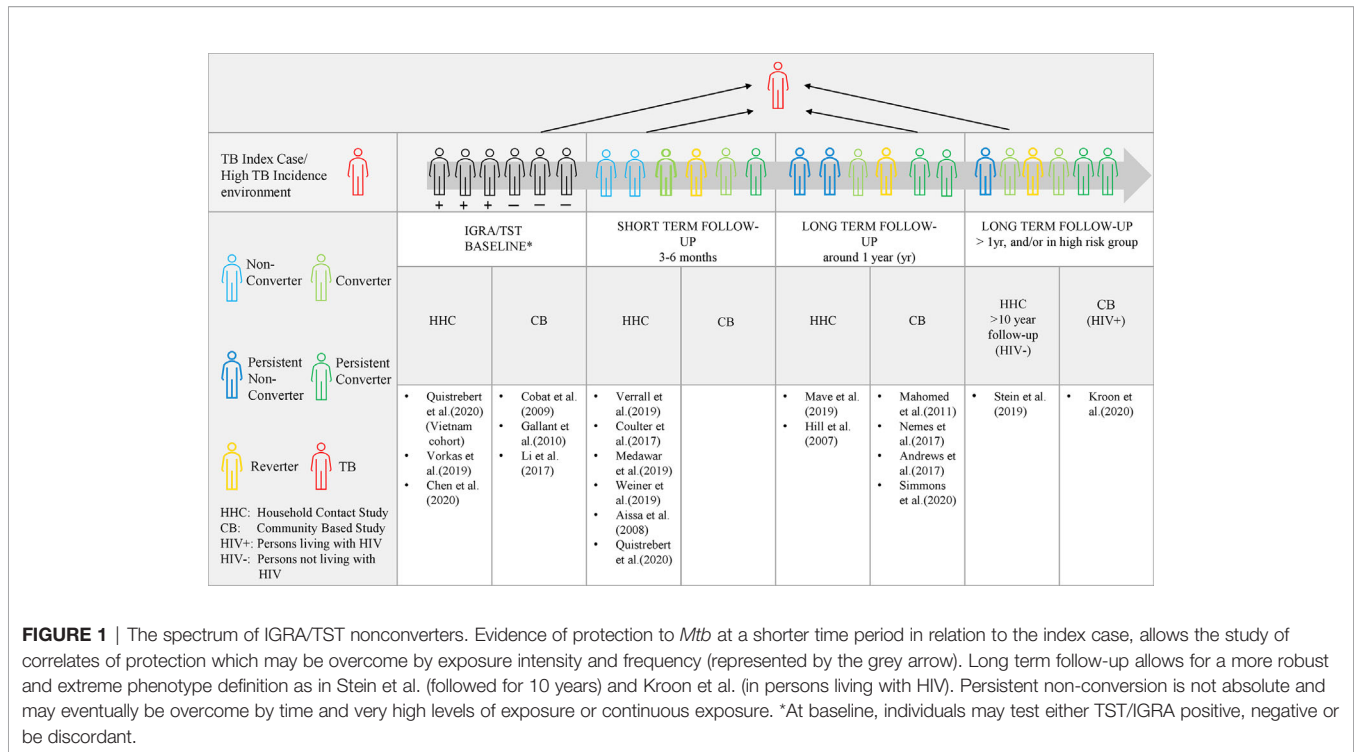 TB Index Case/
High TB Incidence
environment
+ + + – – –
IGRA/TST
BASELINE*
SHORT TERM FOLLOW-
UP
3-6 months
LONG TERM FOLLOW-
UP
around 1 year (yr)
LONG TERM FOLLOW-UP
> 1yr, and/or in high risk group
Non-
Converter
Converter
Persistent
Non-
Converter
Persistent
Converter
Reverter
TB
HHC: Household Contact Study
CB: Community Based Study
HIV+: Persons living with HIV
HIV-: Persons not living with
HIV
HHC
CB
HHC
CB
HHC
CB
HHC
>10 year
follow-up
(HIV-)
CB
(HIV+)
• Quistrebert
et al.(2020)
(Vietnam
cohort)
• Vorkas et
al.(2019)
• Chen et al.
(2020)
• Cobat et al.
(2009)
• Gallant et
al.(2010)
• Li et al.
(2017)
• Verrall et
al.(2019)
• Coulter et
al.(2017)
• Medawar et
al.(2019)
• Weiner et
al.(2019)
• Aissa et al.
(2008)
• Quistrebert
et al.(2020)
• Mave et al.
(2019)
• Hill et al.
(2007)
• Mahomed et
al.(2011)
• Nemes et
al.(2017)
• Andrews et
al.(2017)
• Simmons
et al.(2020)
• Stein et al.
(2019)
• Kroon et
al.(2020)
FIGURE 1 | The spectrum of IGRA/TST nonconverters. Evidence of protection to Mtb at a shorter time period in relation to the index case, allows the study of
correlates of protection which may be overcome by exposure intensity and frequency (represented by the grey arrow). Long term follow-up allows for a more robust
and extreme phenotype definition as in Stein et al. (followed for 10 years) and Kroon et al. (in persons living with HIV). Persistent non-conversion is not absolute and
may eventually be overcome by time and very high levels of exposure or continuous exposure. *At baseline, individuals may test either TST/IGRA positive, negative or
be discordant.